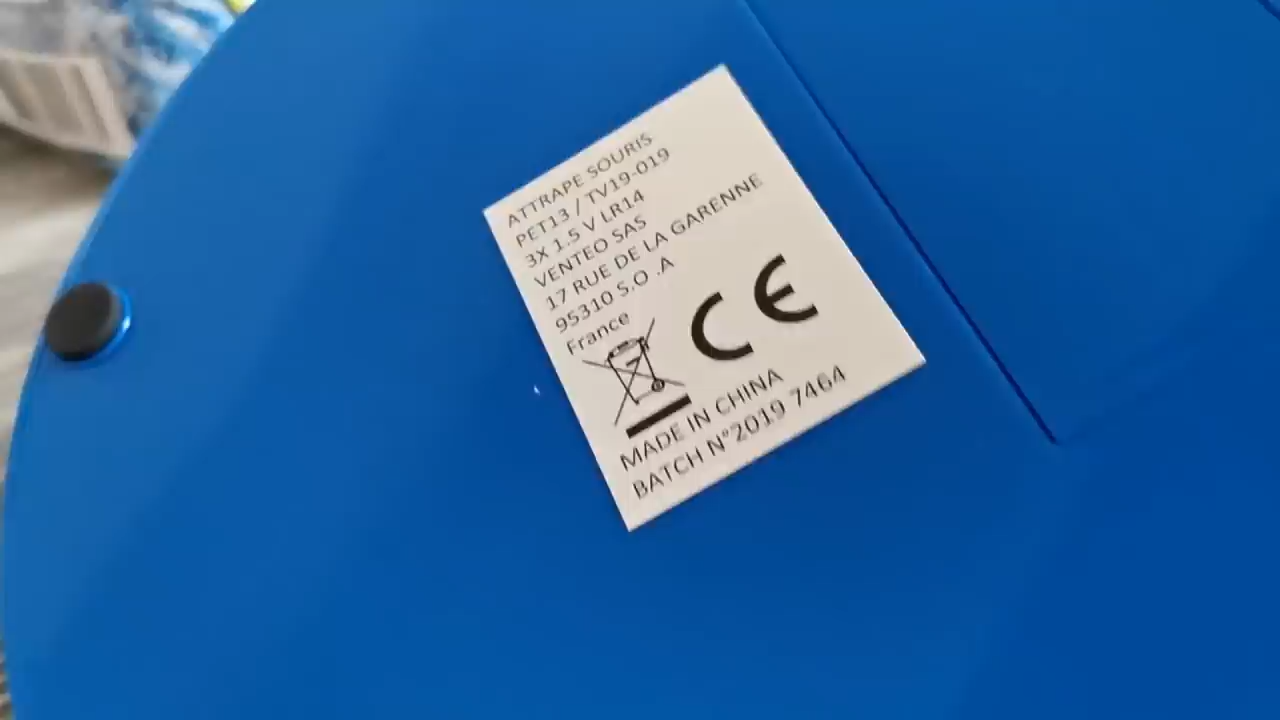 ATTRAPE SOURIS
PET13 / TV19-019
3X 1.5 V LR14
VENTEO SAS
17 RUE DE LA GARENNE
95310 S.O .A
France
CE
MADE IN CHINA
BATCH N°2019 7464